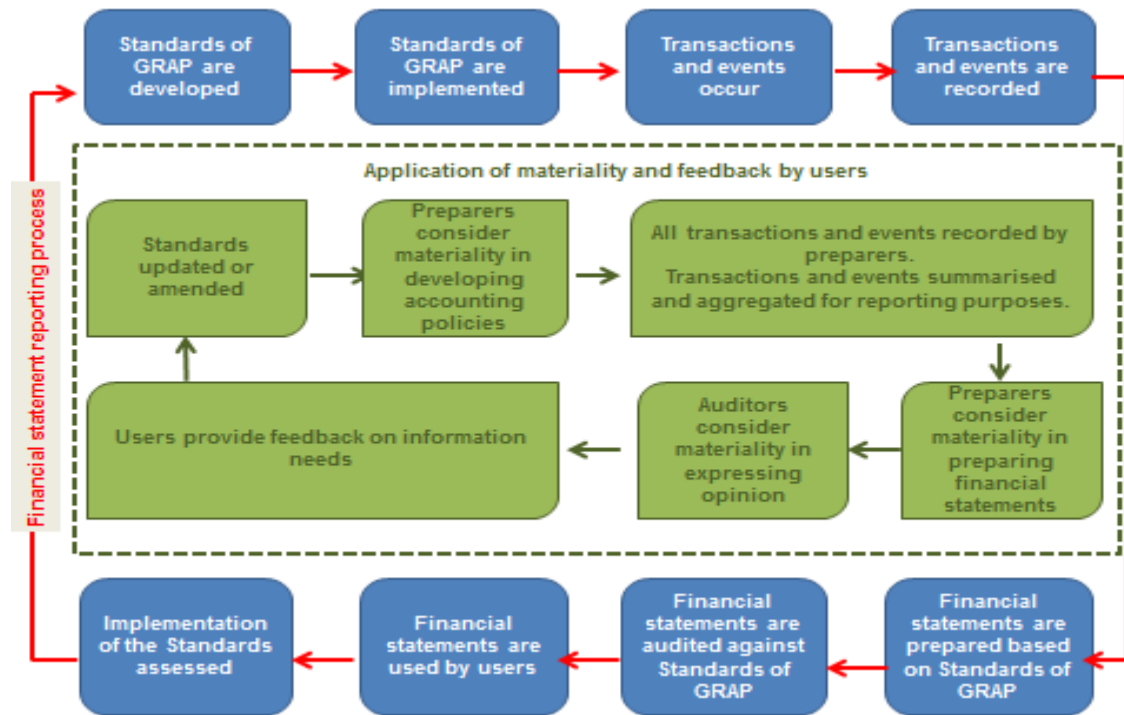 Standards of
GRAP are
developed
Standards of
GRAP are
implemented
Transactions
and events
occur
Transactions
and events are
recorded
Financial statement reporting process
Application of materiality and feedback by users
Standards
updated or
amended
Preparers
consider
materiality in
developing
accounting
policies
All transactions and events recorded by
preparers.
Transactions and events summarised
and aggregated for reporting purposes.
Users provide feedback on information
needs
Auditors
consider
materiality in
expressing
opinion
Preparers
consider
materiality in
preparing
financial
statements
Implementation
of the Standards
assessed
Financial
statements are
used by users
Financial
statements are
audited against
Standards of
GRAP
Financial
statements are
prepared based
on Standards of
GRAP